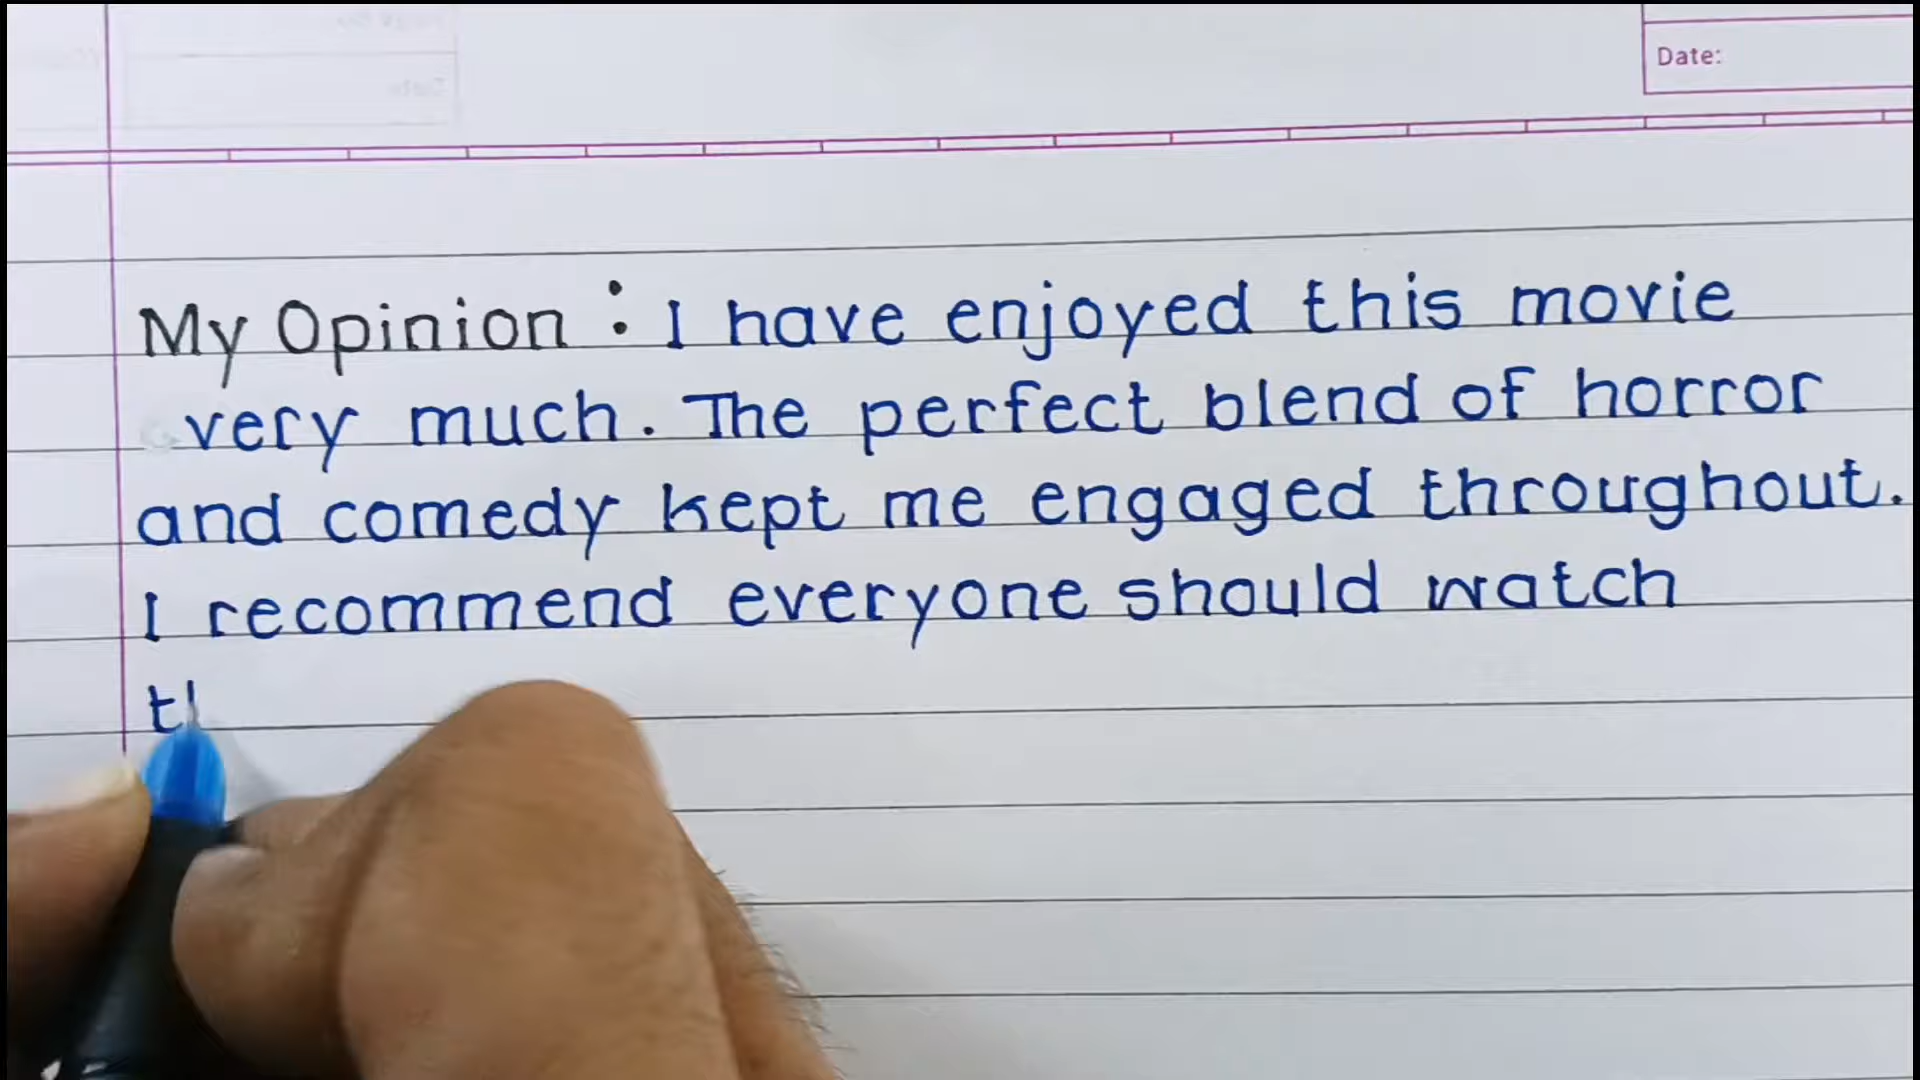 Date:
My Opinion : I have enjoyed this movie
very much. The perfect blend of horror
and comedy kept me engaged throughout.
I recommend everyone should watch